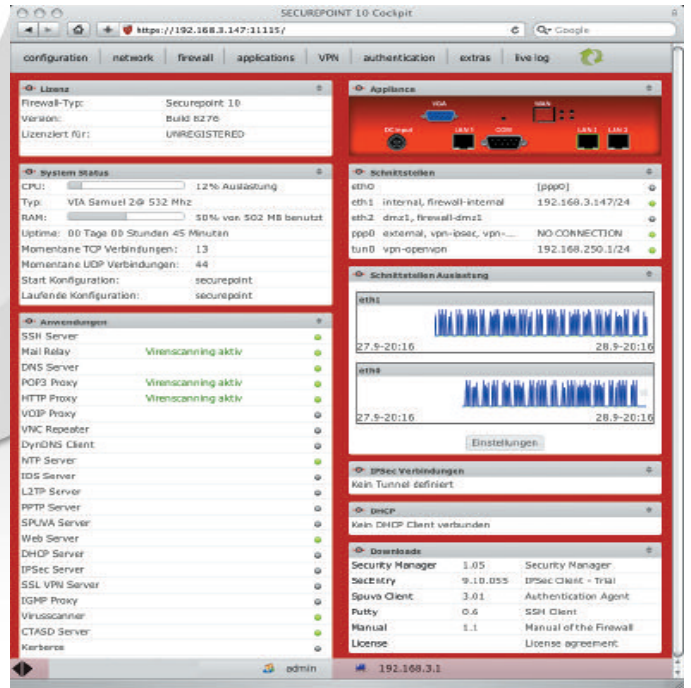 SECUREPOINT 10 Cockpit
https://192.168.3.147:11115/
Google
configuration
network
firewall
applications
VPN
authentication
extras
live log
Lizenz
Firewall-Typ: Securepoint 10
Version: Build 8276
Lizenziert für: UNREGISTERED
System Status
CPU: 12% Auslastung
Typ: VIA Samuel 2@ 532 Mhz
RAM: 50% von 502 MB benutzt
Uptime: 00 Tage 00 Stunden 45 Minuten
Momentane TCP Verbindungen: 13
Momentane UDP Verbindungen: 44
Start Konfiguration: securepoint
Laufende Konfiguration: securepoint
Anwendungen
SSH Server
Mail Relay Virenscanning aktiv
DNS Server
POP3 Proxy Virenscanning aktiv
HTTP Proxy Virenscanning aktiv
VOIP Proxy
VNC Repeater
DynDNS Client
NTP Server
IDS Server
L2TP Server
PPTP Server
SPUVA Server
Web Server
DHCP Server
IPSec Server
SSL VPN Server
IGMP Proxy
Virusscanner
CTASD Server
Kerberos
Appliance
VGA
DC Input
LAN 1
COM
LAN 2
LAN 3
Schnittstellen
eth0 [ppp0]
eth1 internal, firewall-internal 192.168.3.147/24
eth2 dmz1, firewall-dmz1
ppp0 external, vpn-ipsec, vpn-... NO CONNECTION
tun0 vpn-openvpn 192.168.250.1/24
Schnittstellen Auslastung
eth1
27.9-20:16 28.9-20:16
eth0
27.9-20:16 28.9-20:16
Einstellungen
IPSec Verbindungen
Kein Tunnel definiert
DHCP
Kein DHCP Client verbunden
Downloads
Security Manager 1.05 Security Manager
SecEntry 9.10.055 IPSec Client - Trial
Spuva Client 3.01 Authentication Agent
Putty 0.6 SSH Client
Manual 1.1 Manual of the Firewall
License License agreement
admin
192.168.3.1